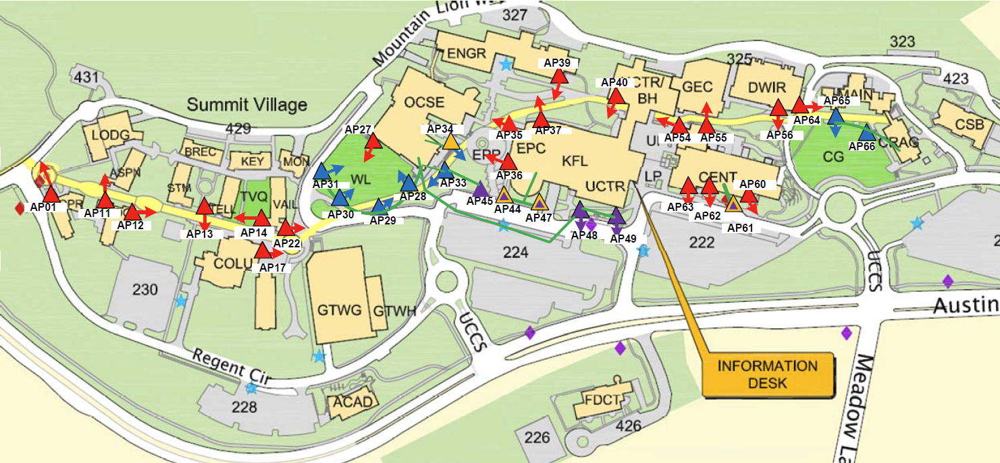 Mountain Lion W
327
323
431
ENGR
325
423
AP39
AP40
CTR/
BH
GEC
DWIR
MAIN
AP65
Summit Village
OCSE
429
LODG
AP27
AP34
AP35
AP37
AP54
AP55
AP56
AP64
AP66
CSB
CRAG
BREC
KEY
MON
EPC
KFL
CG
ASPN
AP31
WL
AP33
AP36
LP
CENT
STM
TVQ
VAIL
AP28
AP45
UCTR
AP60
AP01
CPR
AP11
AP12
ELL
AP30
AP29
AP44
AP47
AP63
AP62
AP61
AP13
AP14
AP22
AP48
AP49
COLU
AP17
224
222
230
GTWG
GTWH
UCCS
UCCS
Austin
Regent Cir
INFORMATION
DESK
228
ACAD
FDCT
426
226
Meadow La